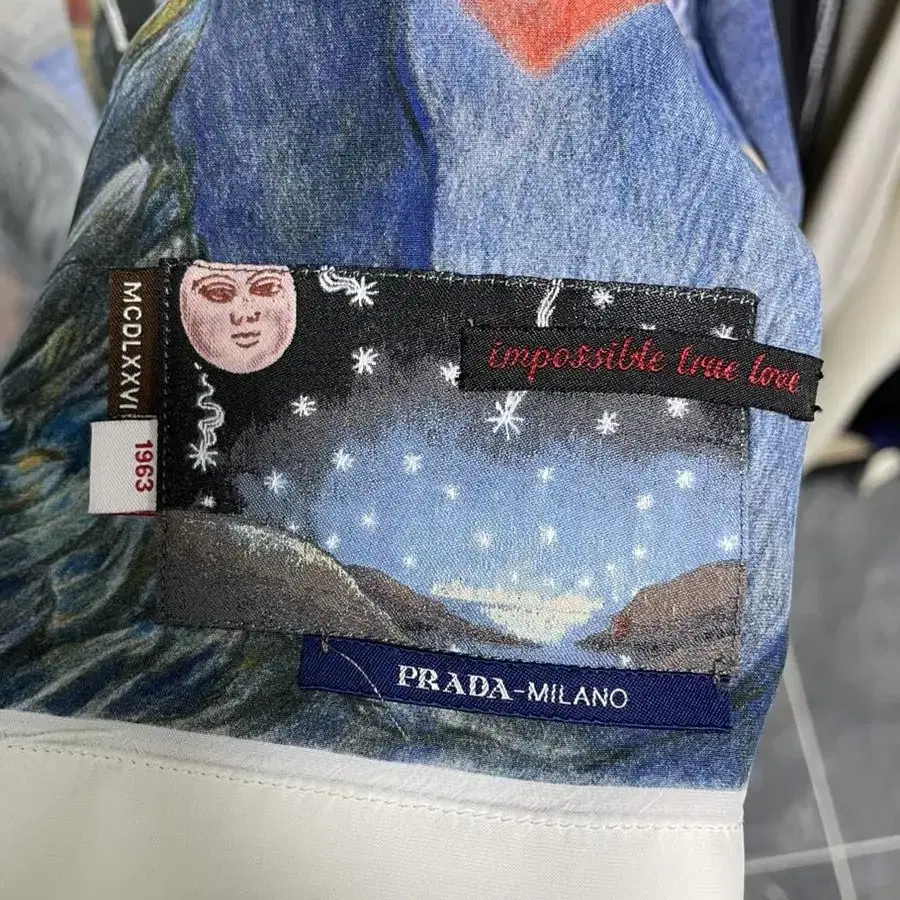 MCDLXXVI
1963
impossible true love
PRADA-MILANO